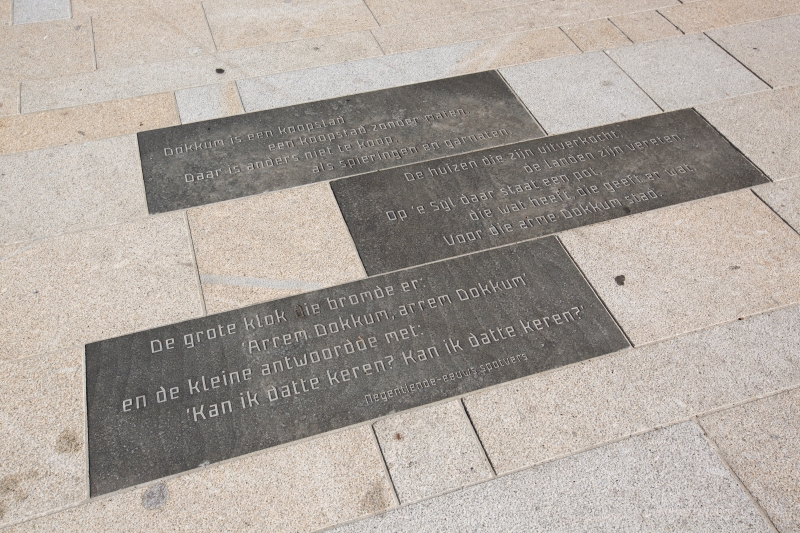 Dokkum is een koopstad
een koopstad zonder waren.
Daar is anders niet te koop,
als spieringen en garnaten.
De huizen die zijn uitverkocht,
de landen zijn vereten,
Op 'e Syl daar staat een pot,
die wat heeft die geeft er wat
Voor die arme Dokkum stad.
De grote klok die bromde er:
'Arrem Dokkum, arrem Dokkum'
en de kleine antwoordde met:
'Kan ik datte keren? Kan ik datte keren?'
Negentiende-eeuws spotvers